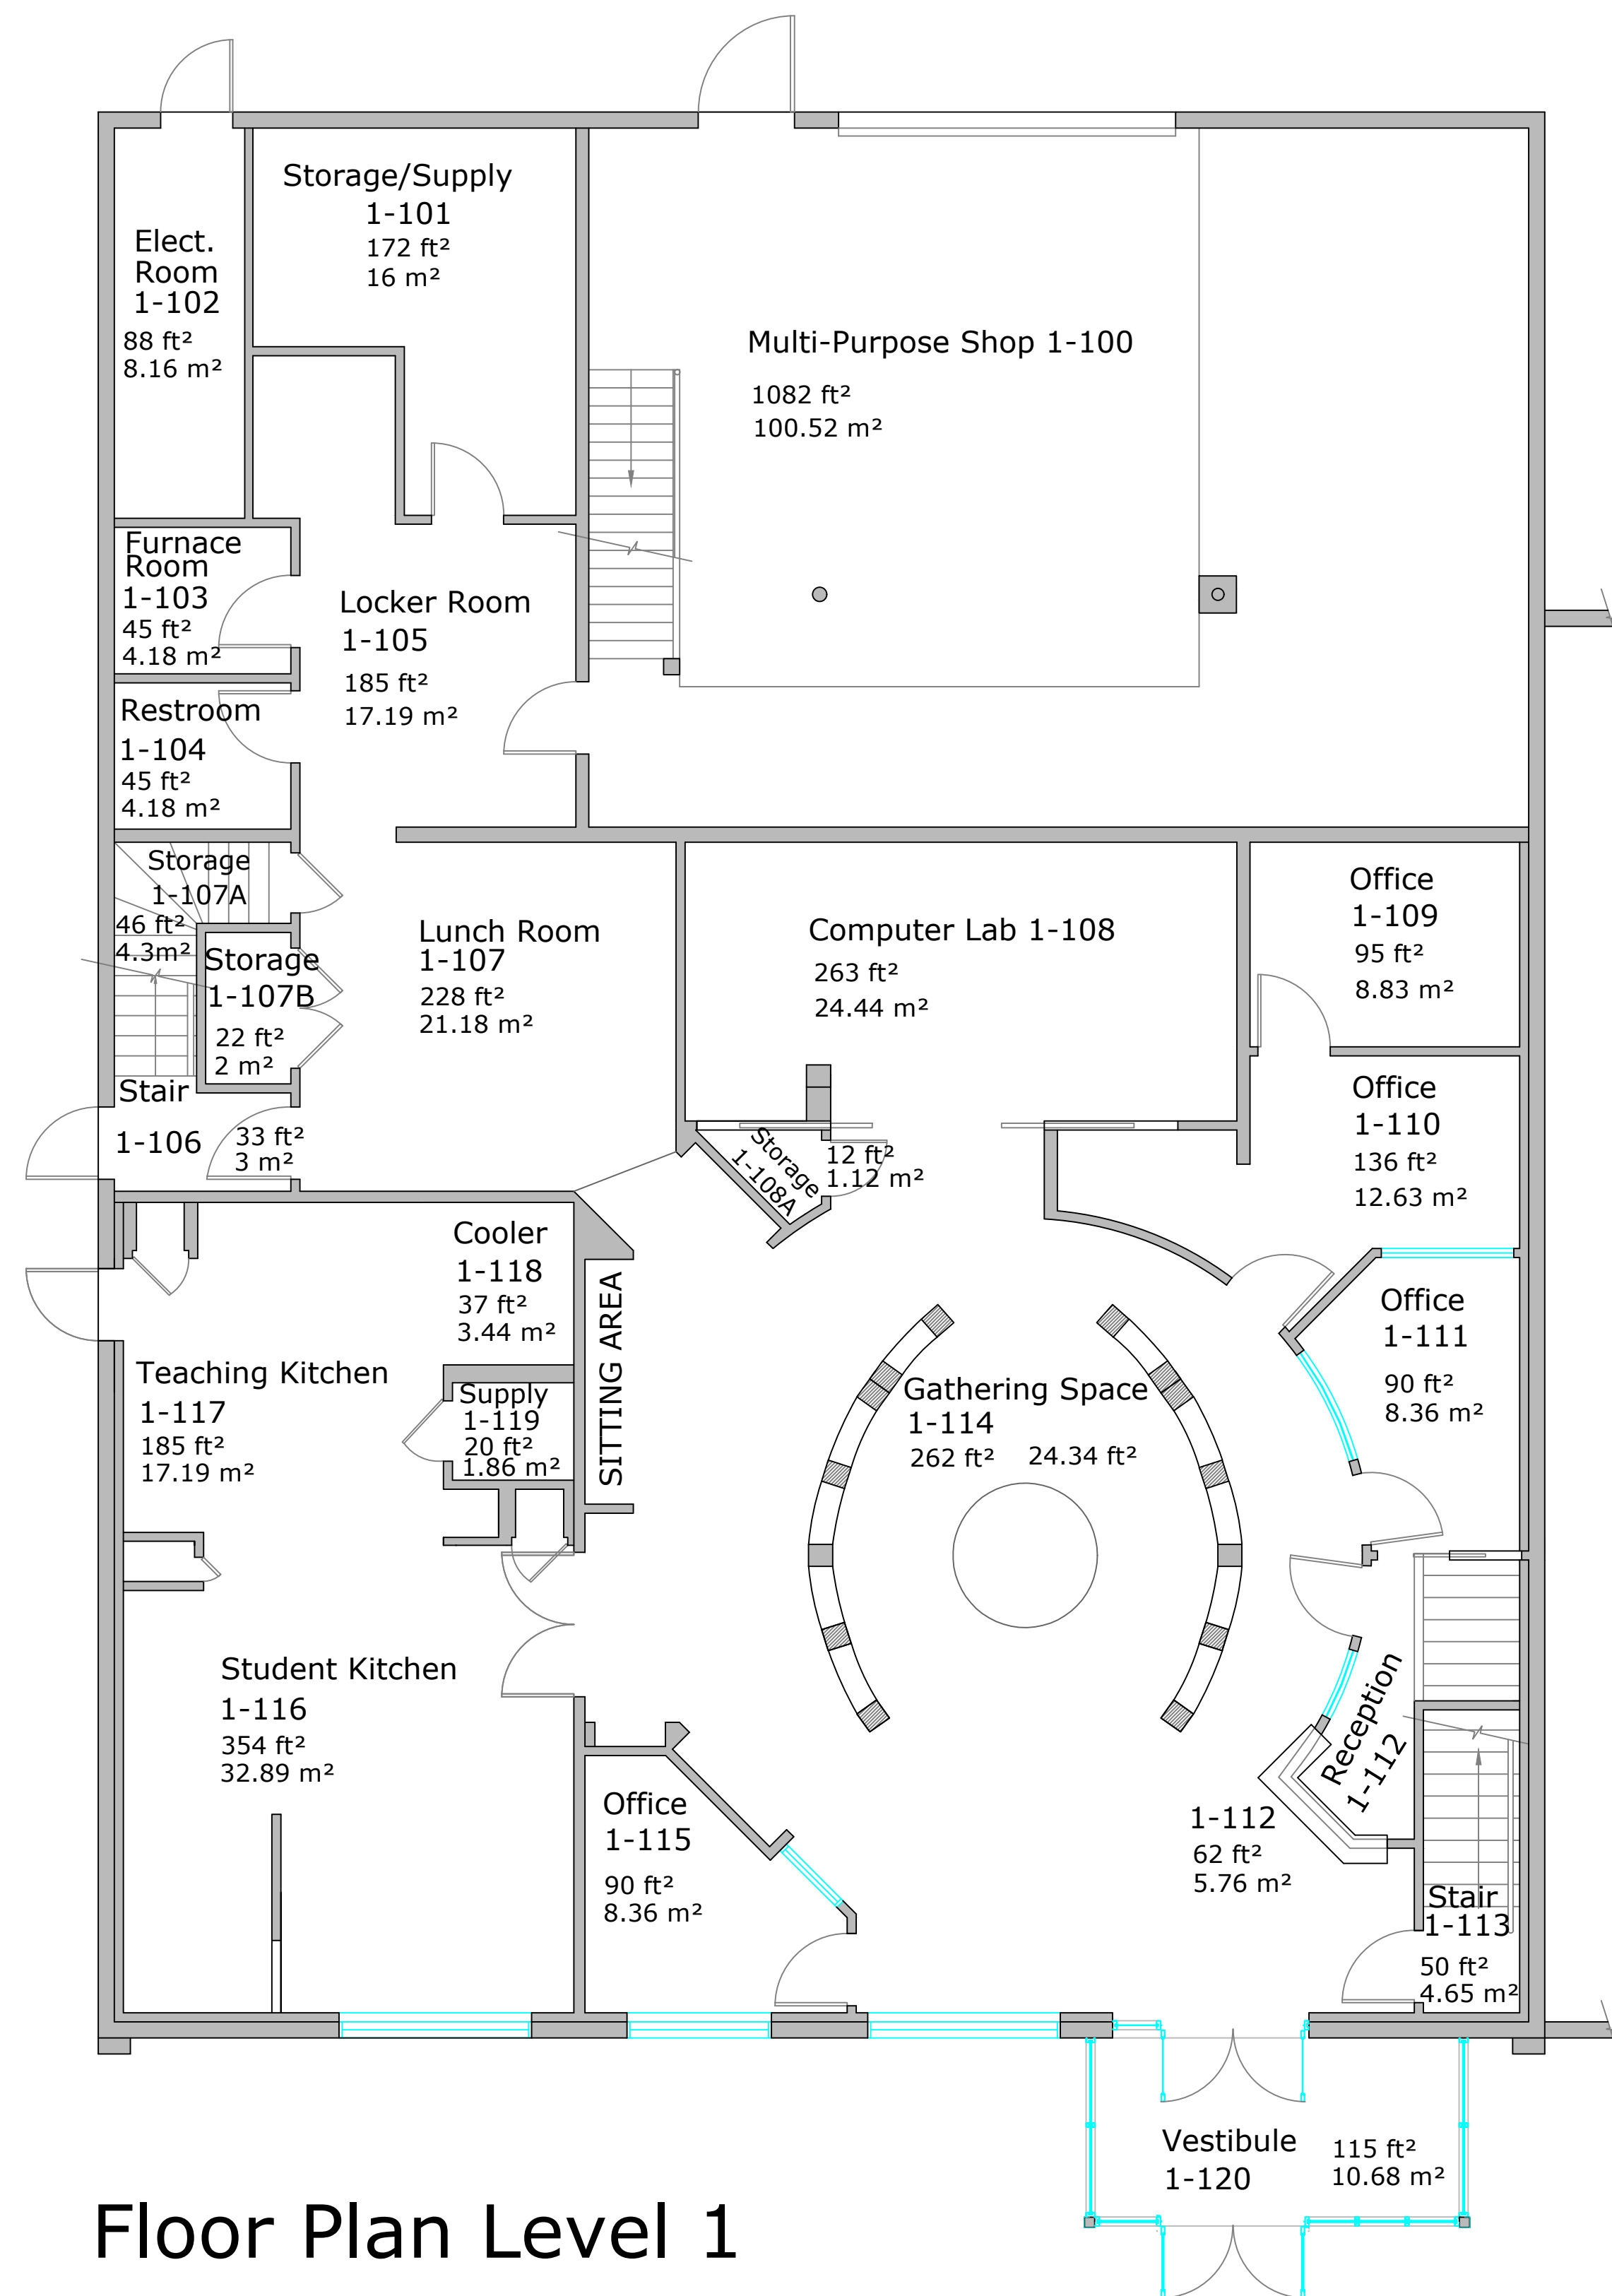 Storage/Supply
1-101
172 ft²
16 m²
Elect.
Room
1-102
88 ft²
8.16 m²
Multi-Purpose Shop 1-100
1082 ft²
100.52 m²
Furnace
Room
1-103
45 ft²
4.18 m²
Locker Room
1-105
185 ft²
17.19 m²
Restroom
1-104
45 ft²
4.18 m²
Storage
1-107A
46 ft²
4.3m²
Storage
1-107B
22 ft²
2 m²
Lunch Room
1-107
228 ft²
21.18 m²
Computer Lab 1-108
263 ft²
24.44 m²
Office
1-109
95 ft²
8.83 m²
Stair
1-106
33 ft²
3 m²
Storage
1-108A
12 ft²
1.12 m²
Office
1-110
136 ft²
12.63 m²
Cooler
1-118
37 ft²
3.44 m²
SITTING AREA
Office
1-111
90 ft²
8.36 m²
Teaching Kitchen
1-117
185 ft²
17.19 m²
Supply
1-119
20 ft²
1.86 m²
Gathering Space
1-114
262 ft² 24.34 ft²
Student Kitchen
1-116
354 ft²
32.89 m²
Reception
1-112
Office
1-115
90 ft²
8.36 m²
1-112
62 ft²
5.76 m²
Stair
1-113
50 ft²
4.65 m²
Vestibule
1-120
115 ft²
10.68 m²
Floor Plan Level 1